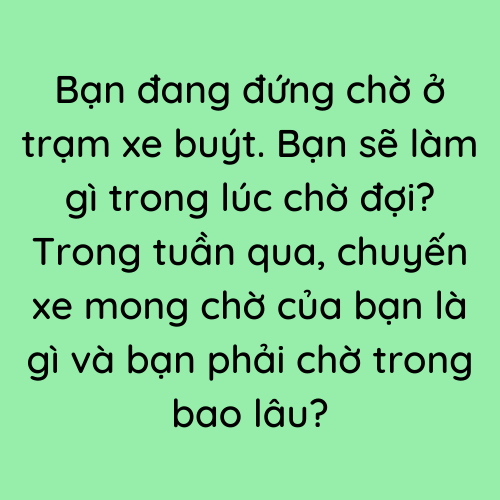 Bạn đang đứng chờ ở
trạm xe buýt. Bạn sẽ làm
gì trong lúc chờ đợi?
Trong tuần qua, chuyến
xe mong chờ của bạn là
gì và bạn phải chờ trong
bao lâu?